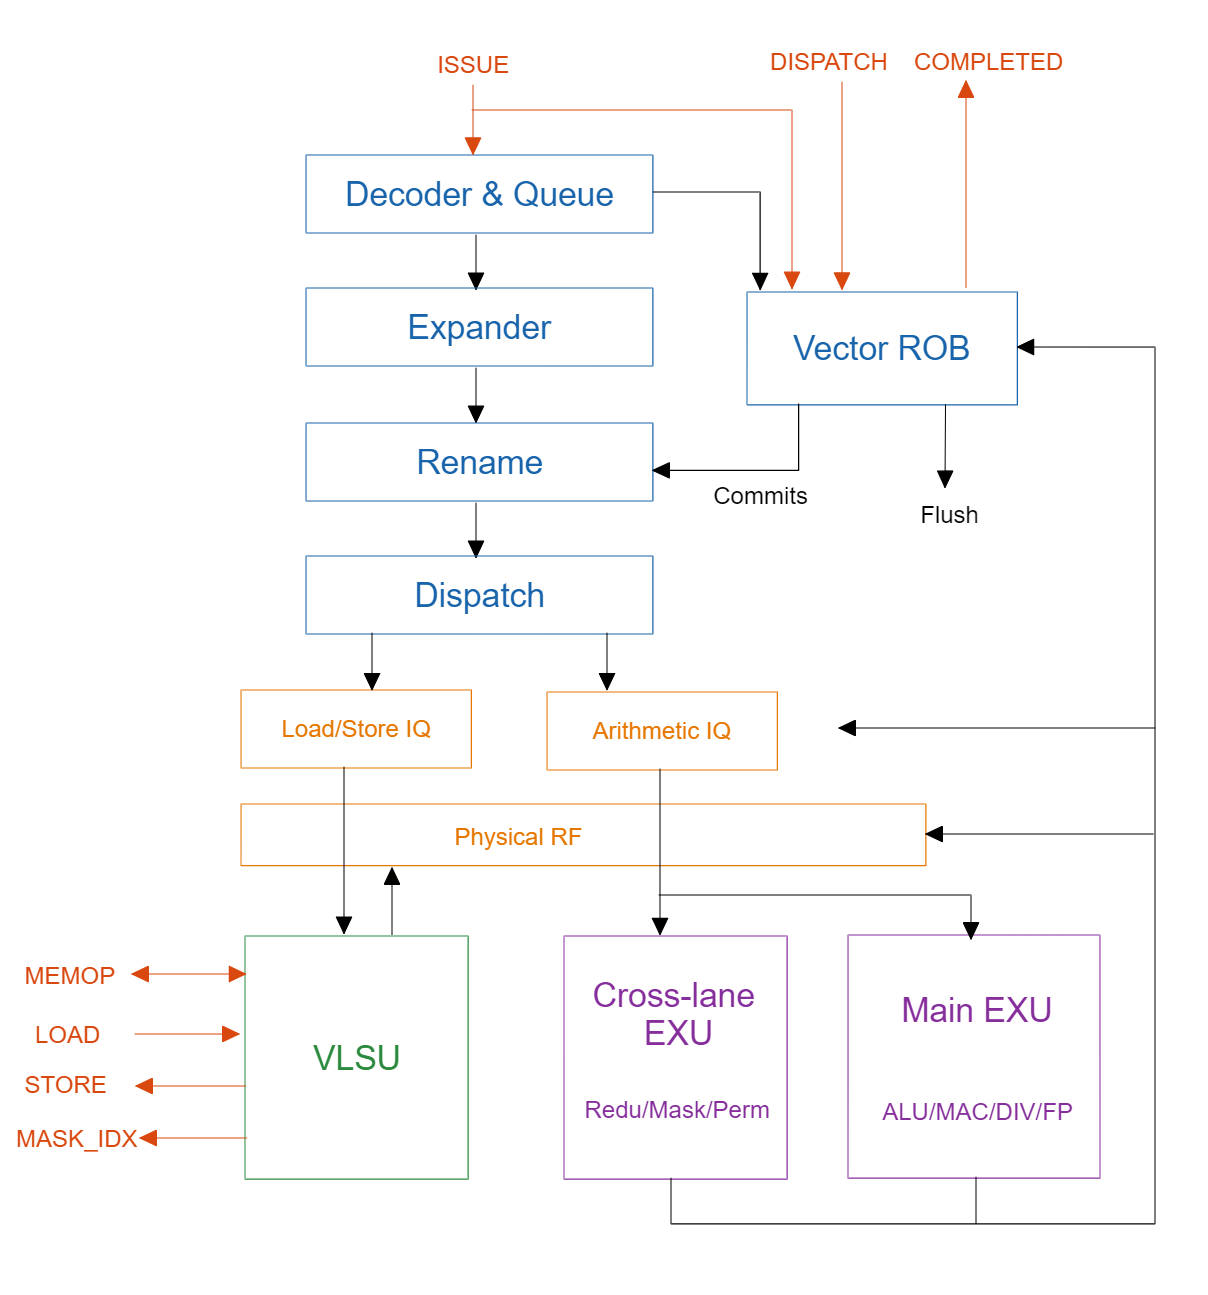 ISSUE
DISPATCH
COMPLETED
Decoder & Queue
Expander
Vector ROB
Rename
Commits
Flush
Dispatch
Load/Store IQ
Arithmetic IQ
Physical RF
MEMOP
LOAD
STORE
MASK_IDX
VLSU
Cross-lane
EXU
Redu/Mask/Perm
Main EXU
ALU/MAC/DIV/FP